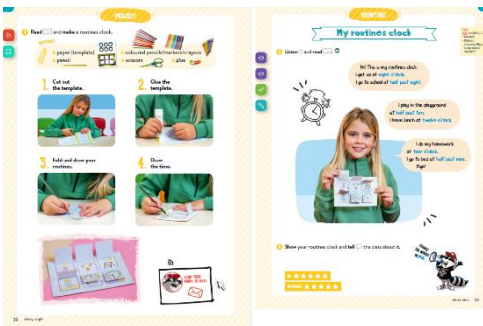 PROJECT
1 Read and make a routines clock.
paper (template)
coloured pencils/markers/crayons
pencil
scissors
glue
1. Cut out
the template.
2. Glue the
template.
3. Fold and draw your
routines.
4. Draw
the time.
SHOWTIME
My routines clock
1 Listen and read.
Hi! This is my routines clock.
I get up at eight o'clock.
I go to school at half past eight.
I play in the playground
at half past ten.
I have lunch at twelve o'clock.
I do my homework
at four o'clock.
I go to bed at half past nine.
2 Show your routines clock and tell the class about it.